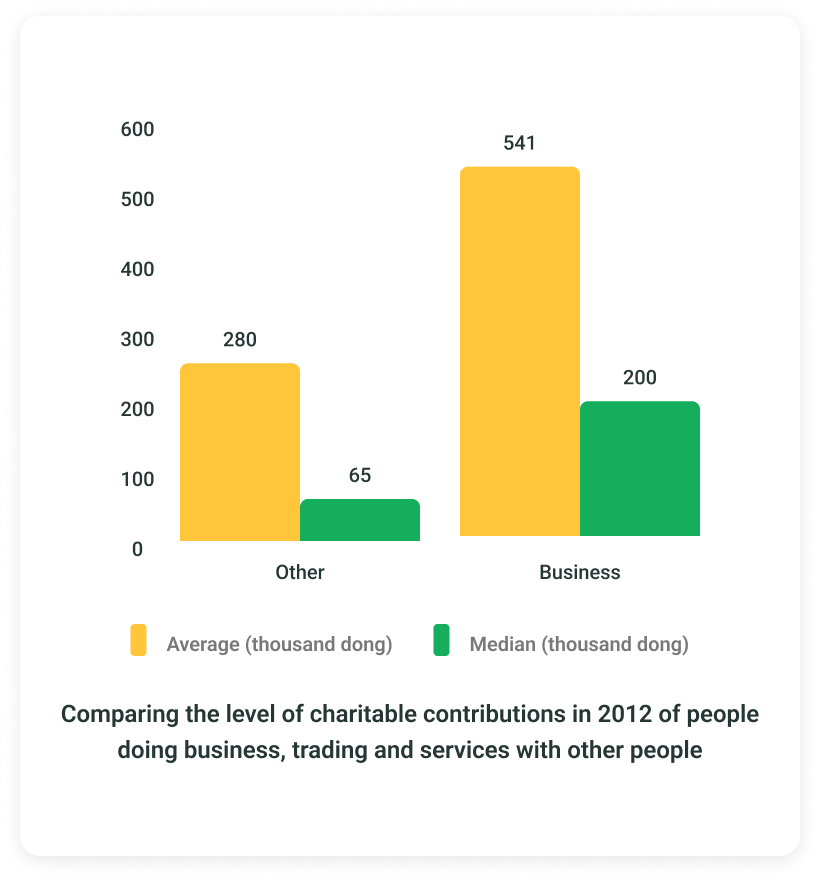 600
500
400
300
200
100
0
280
65
541
200
Other
Business
Average (thousand dong)
Median (thousand dong)
Comparing the level of charitable contributions in 2012 of people
doing business, trading and services with other people